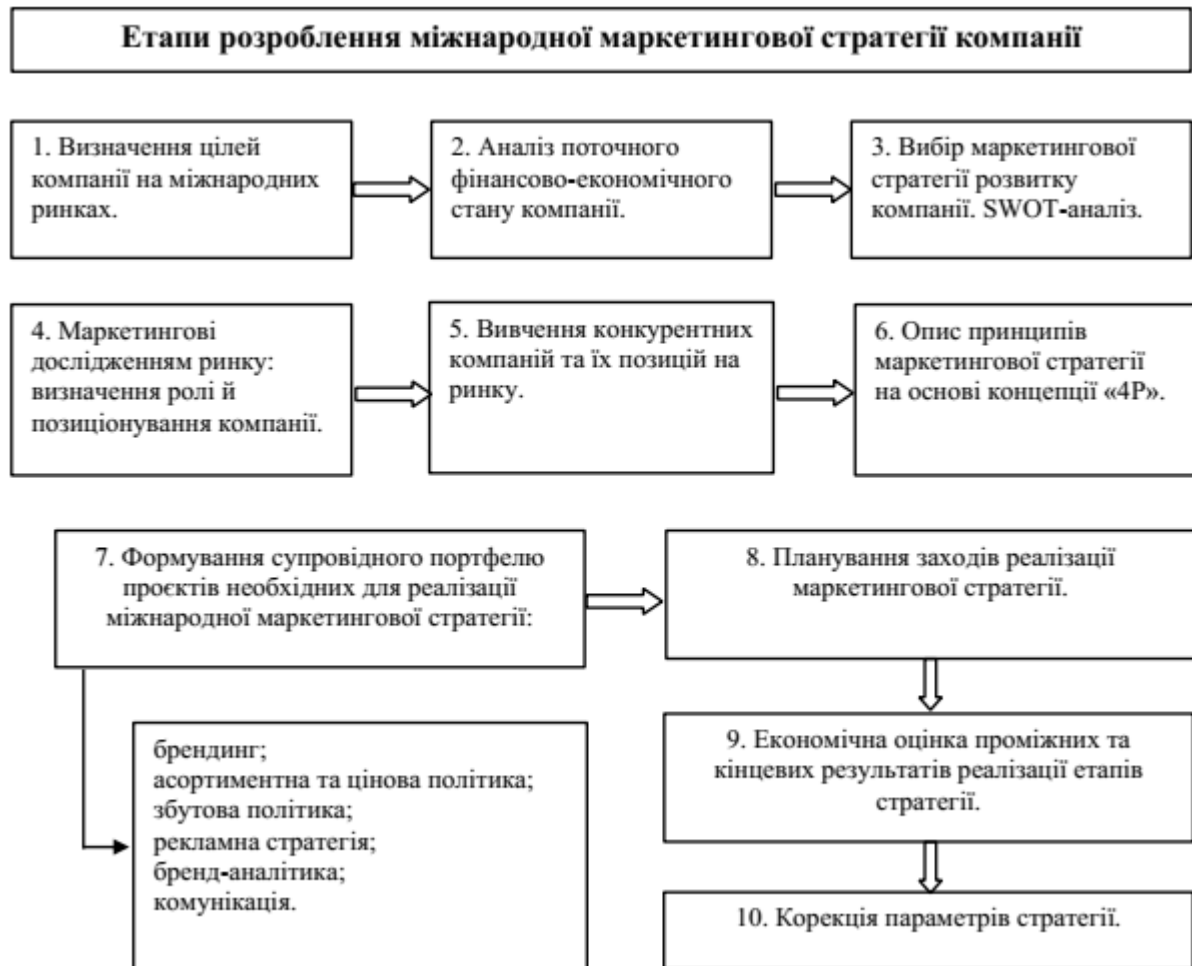 Етапи розроблення міжнародної маркетингової стратегії компанії
1. Визначення цілей
компанії на міжнародних
ринках.
2. Аналіз поточного
фінансово-економічного
стану компанії.
3. Вибір маркетингової
стратегії розвитку
компанії. SWOT-аналіз.
4. Маркетингові
дослідженням ринку:
визначення ролі й
позиціонування компанії.
5. Вивчення конкурентних
компаній та їх позицій на
ринку.
6. Опис принципів
маркетингової стратегії
на основі концепції «4Р».
7. Формування супровідного портфелю
проєктів необхідних для реалізації
міжнародної маркетингової стратегії:
брендинг;
асортиментна та цінова політика;
збутова політика;
рекламна стратегія;
бренд-аналітика;
комунікація.
8. Планування заходів реалізації
маркетингової стратегії.
9. Економічна оцінка проміжних та
кінцевих результатів реалізації етапів
стратегії.
10. Корекція параметрів стратегії.